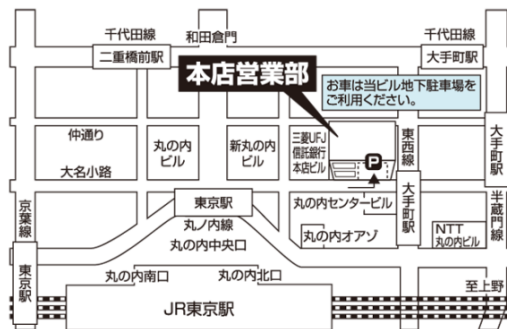 千代田線
和田倉門
千代田線
二重橋前駅
大手町駅
本店営業部
お車は当ビル地下駐車場を
ご利用ください。
仲通り
大名小路
丸の内
ビル
新丸の内
ビル
三菱UFJ
信託銀行
本店ビル
P
東西線
大手町駅
大手町駅
半蔵門線
京葉線
東京駅
東京駅
丸ノ内線
丸の内中央口
丸の内センタービル
丸の内オアゾ
NTT
丸の内ビル
丸の内南口
丸の内北口
至上野
JR東京駅